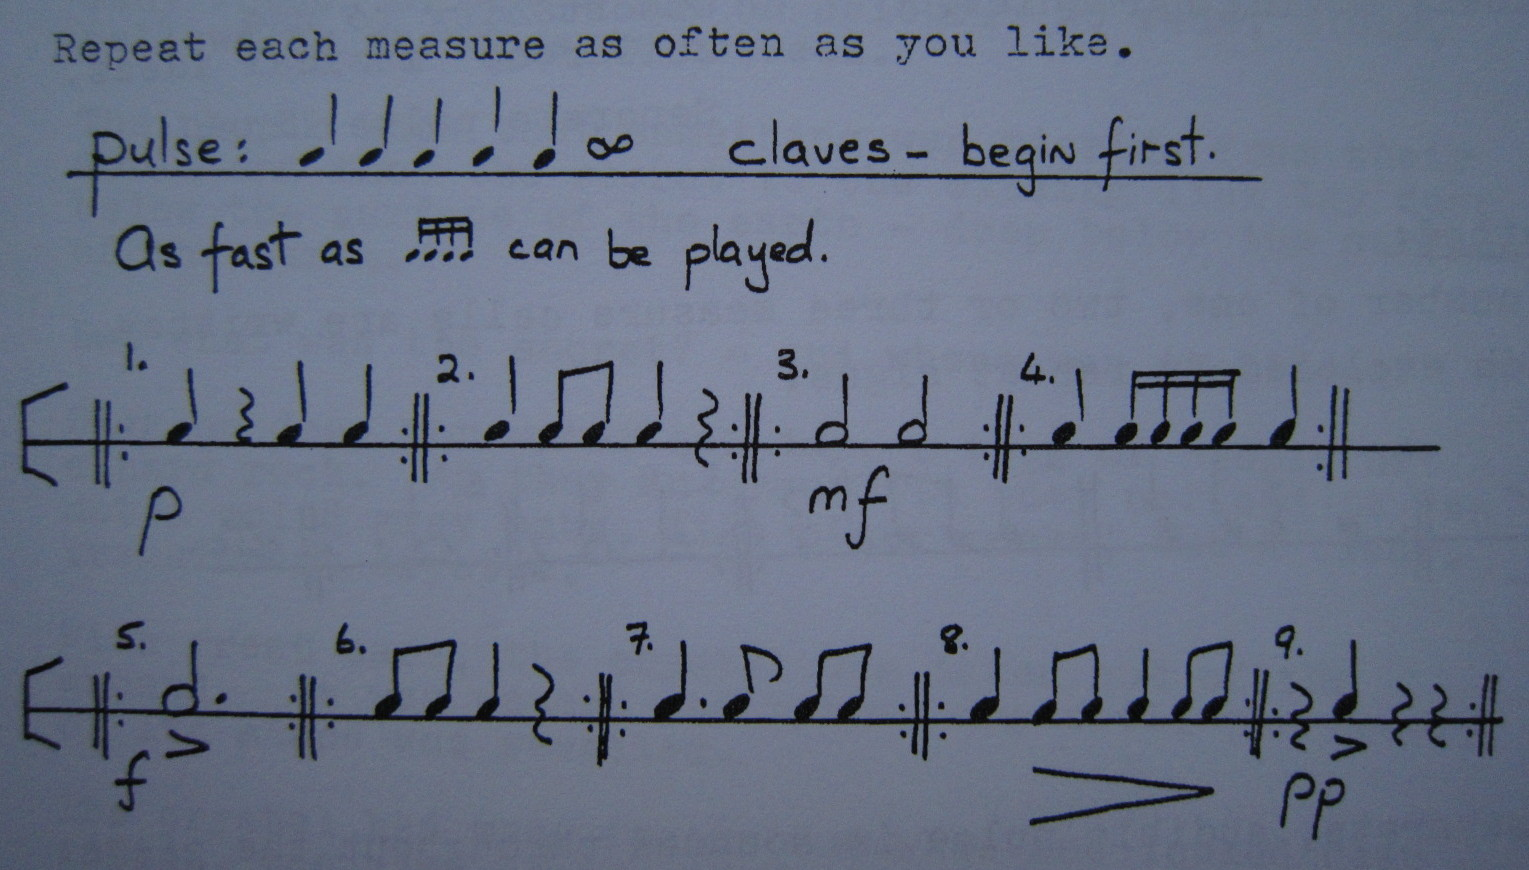 Repeat each measure as often as you like.
pulse: ∞ claves - begin first.
As fast as can be played.
1. 2. 3. 4.
p mf
5. 6. 7. 8. 9.
f pp